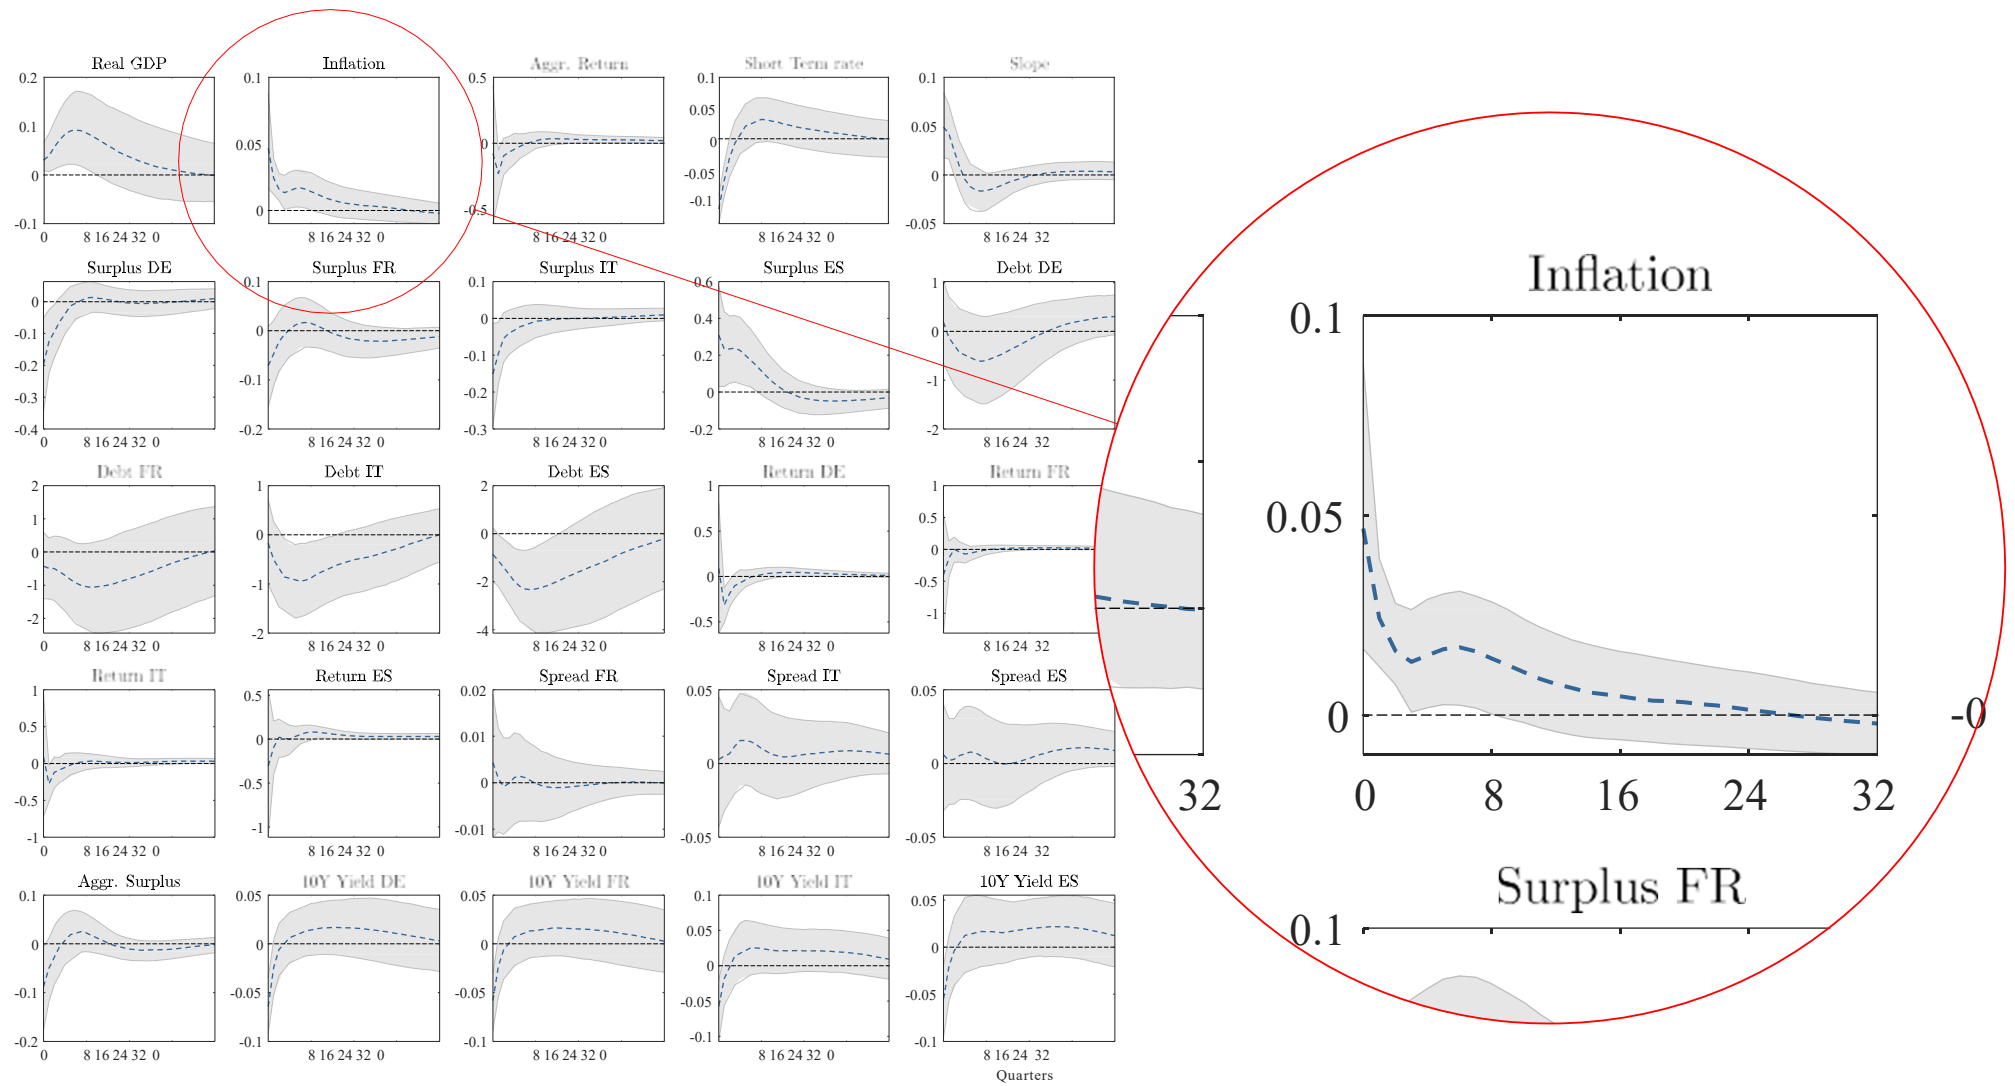 Real GDP Inflation Aggr. Return Short Term rate Slope
0.2 0.1 0.5 0.1 0.1
0.1 0.05 0 0.05 0.05
0 0 -0.5 0 0
-0.1 -0.05 -0.05
-0.1
0 8 16 24 32 0 8 16 24 32 0 8 16 24 32 0 8 16 24 32 0 8 16 24 32
Surplus DE Surplus FR Surplus IT Surplus ES Debt DE
0 0.1 0.1 0.6 1
-0.1 0 0 0.4 0
-0.2 -0.1 -0.1 0.2 -1
-0.3 -0.2 -0.2 0 -2
-0.4 -0.3 -0.2
0 8 16 24 32 0 8 16 24 32 0 8 16 24 32 0 8 16 24 32 0 8 16 24 32
Debt FR Debt IT Debt ES Return DE Return FR
2 1 2 1 1
1 0 0 0.5 0.5
0 -1 -2 0 0
-1 -2 -4 -0.5 -0.5
-2 -1
0 8 16 24 32 0 8 16 24 32 0 8 16 24 32 0 8 16 24 32 0 8 16 24 32
Return IT Return ES Spread FR Spread IT Spread ES
1 0.5 0.02 0.05 0.05
0.5 0 0.01 0 0
0 -0.5 0 -0.05 -0.05
-0.5 -1 -0.01
-1
0 8 16 24 32 0 8 16 24 32 0 8 16 24 32 0 8 16 24 32 0 8 16 24 32
Aggr. Surplus 10Y Yield DE 10Y Yield FR 10Y Yield IT 10Y Yield ES
0.1 0.05 0.05 0.1 0.05
0 0 0 0.05 0
-0.1 -0.05 -0.05 0 -0.05
-0.2 -0.1 -0.1 -0.05 -0.1
-0.1
0 8 16 24 32 0 8 16 24 32 0 8 16 24 32 0 8 16 24 32 0 8 16 24 32
Quarters
Inflation
0.1
0.05
0 -0
32 0 8 16 24 32
Surplus FR
0.1